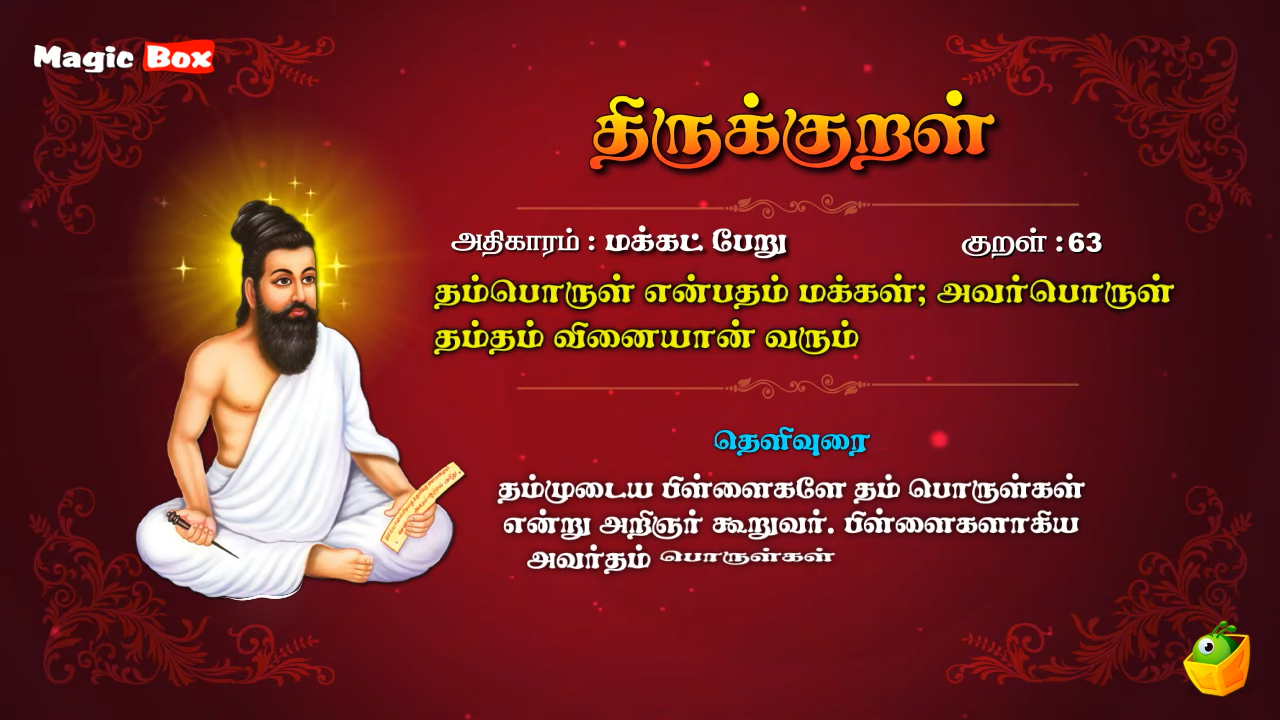 Magic Box
திருக்குறள்
அதிகாரம் : மக்கட் பேறு
குறள் : 63
தம்பொருள் என்பதம் மக்கள்; அவர்பொருள்
தம்தம் வினையான் வரும்
தெளிவுரை
தம்முடைய பிள்ளைகளே தம் பொருள்கள்
என்று அறிஞர் கூறுவர். பிள்ளைகளாகிய
அவர்தம் பொருள்கள்